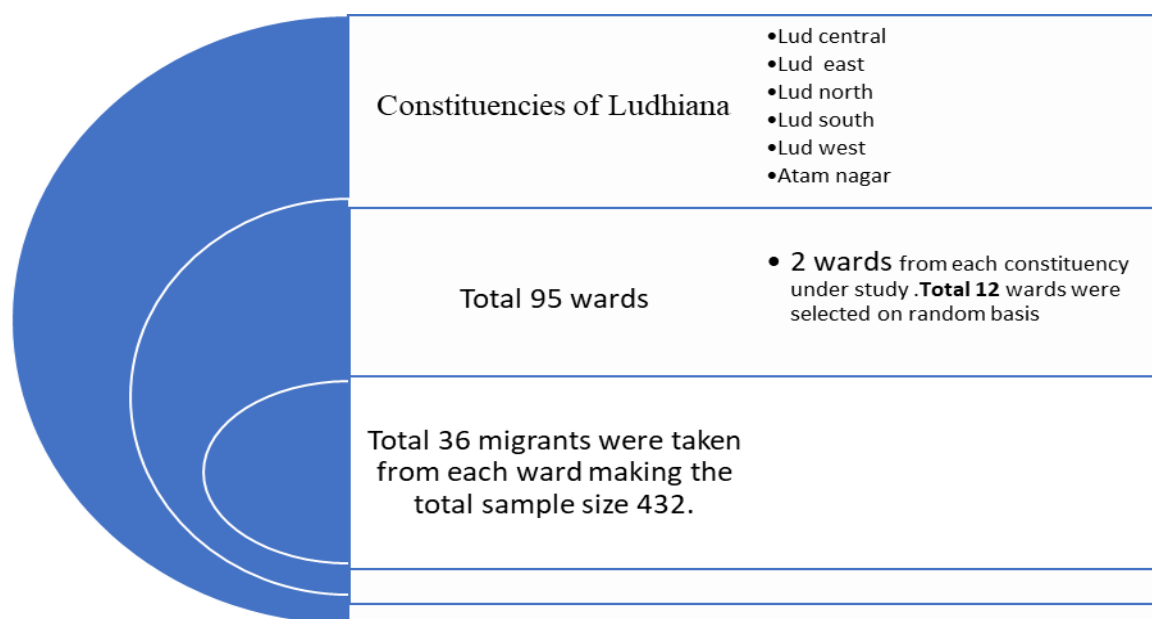 Constituencies of Ludhiana
•Lud central
•Lud east
•Lud north
•Lud south
•Lud west
•Atam nagar
Total 95 wards
• 2 wards from each constituency
under study .Total 12 wards were
selected on random basis
Total 36 migrants were taken
from each ward making the
total sample size 432.